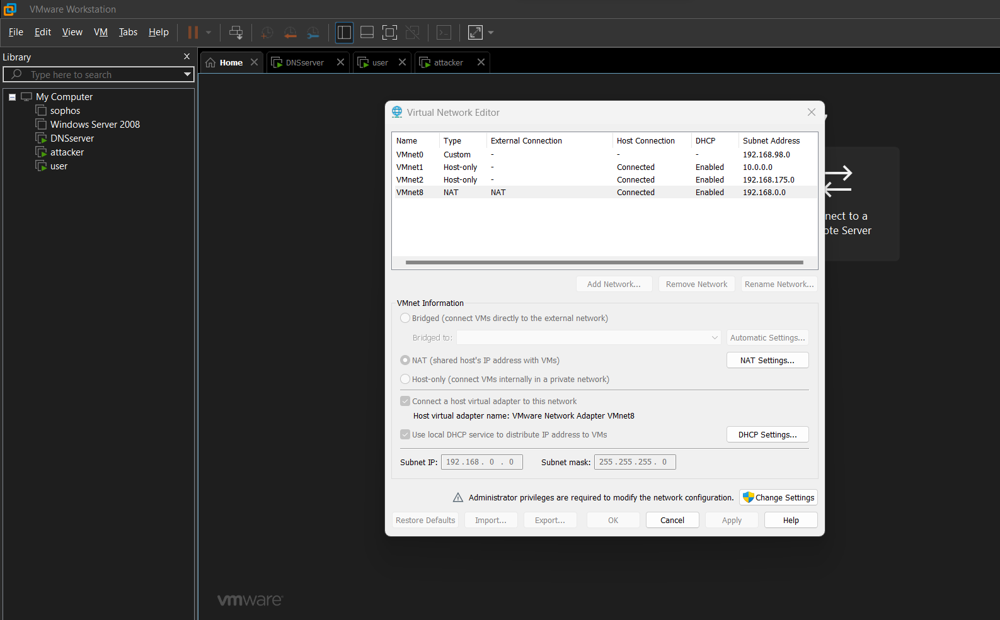 VMware Workstation
File Edit View VM Tabs Help
Library
Type here to search
My Computer
sophos
Windows Server 2008
DNSserver
attacker
user
Home DNSserver user attacker
Virtual Network Editor
Name Type External Connection Host Connection DHCP Subnet Address
VMnet0 Custom - - - 192.168.98.0
VMnet1 Host-only - Connected Enabled 10.0.0.0
VMnet2 Host-only - Connected Enabled 192.168.175.0
VMnet8 NAT NAT Connected Enabled 192.168.0.0
Add Network... Remove Network Rename Network...
VMnet Information
Bridged (connect VMs directly to the external network)
Bridged to: Automatic Settings...
NAT (shared host's IP address with VMs) NAT Settings...
Host-only (connect VMs internally in a private network)
Connect a host virtual adapter to this network
Host virtual adapter name: VMware Network Adapter VMnet8
Use local DHCP service to distribute IP address to VMs DHCP Settings...
Subnet IP: 192 . 168 . 0 . 0 Subnet mask: 255 . 255 . 255 . 0
Administrator privileges are required to modify the network configuration. Change Settings
Restore Defaults Import... Export... OK Cancel Apply Help
nect to a
ote Server
vmware